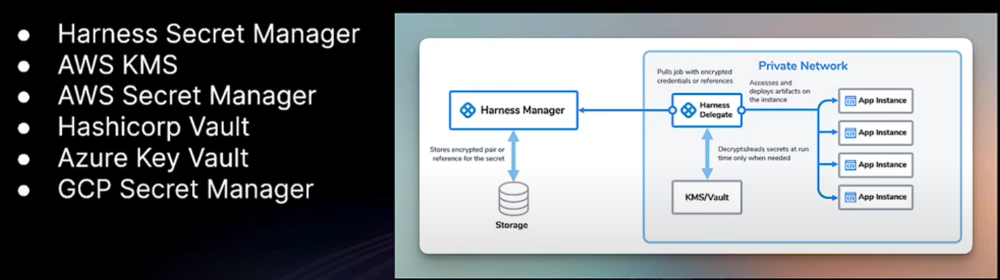 Harness Secret Manager
AWS KMS
AWS Secret Manager
Hashicorp Vault
Azure Key Vault
GCP Secret Manager
Private Network
Pulls job with encrypted
credentials or references
Accesses and
deploys artifacts on
the instance
Harness Manager
Harness
Delegate
App Instance
App Instance
App Instance
App Instance
Stores encrypted pair or
reference for the secret
Decrypts/reads secrets at run
time only when needed
KMS/Vault
Storage